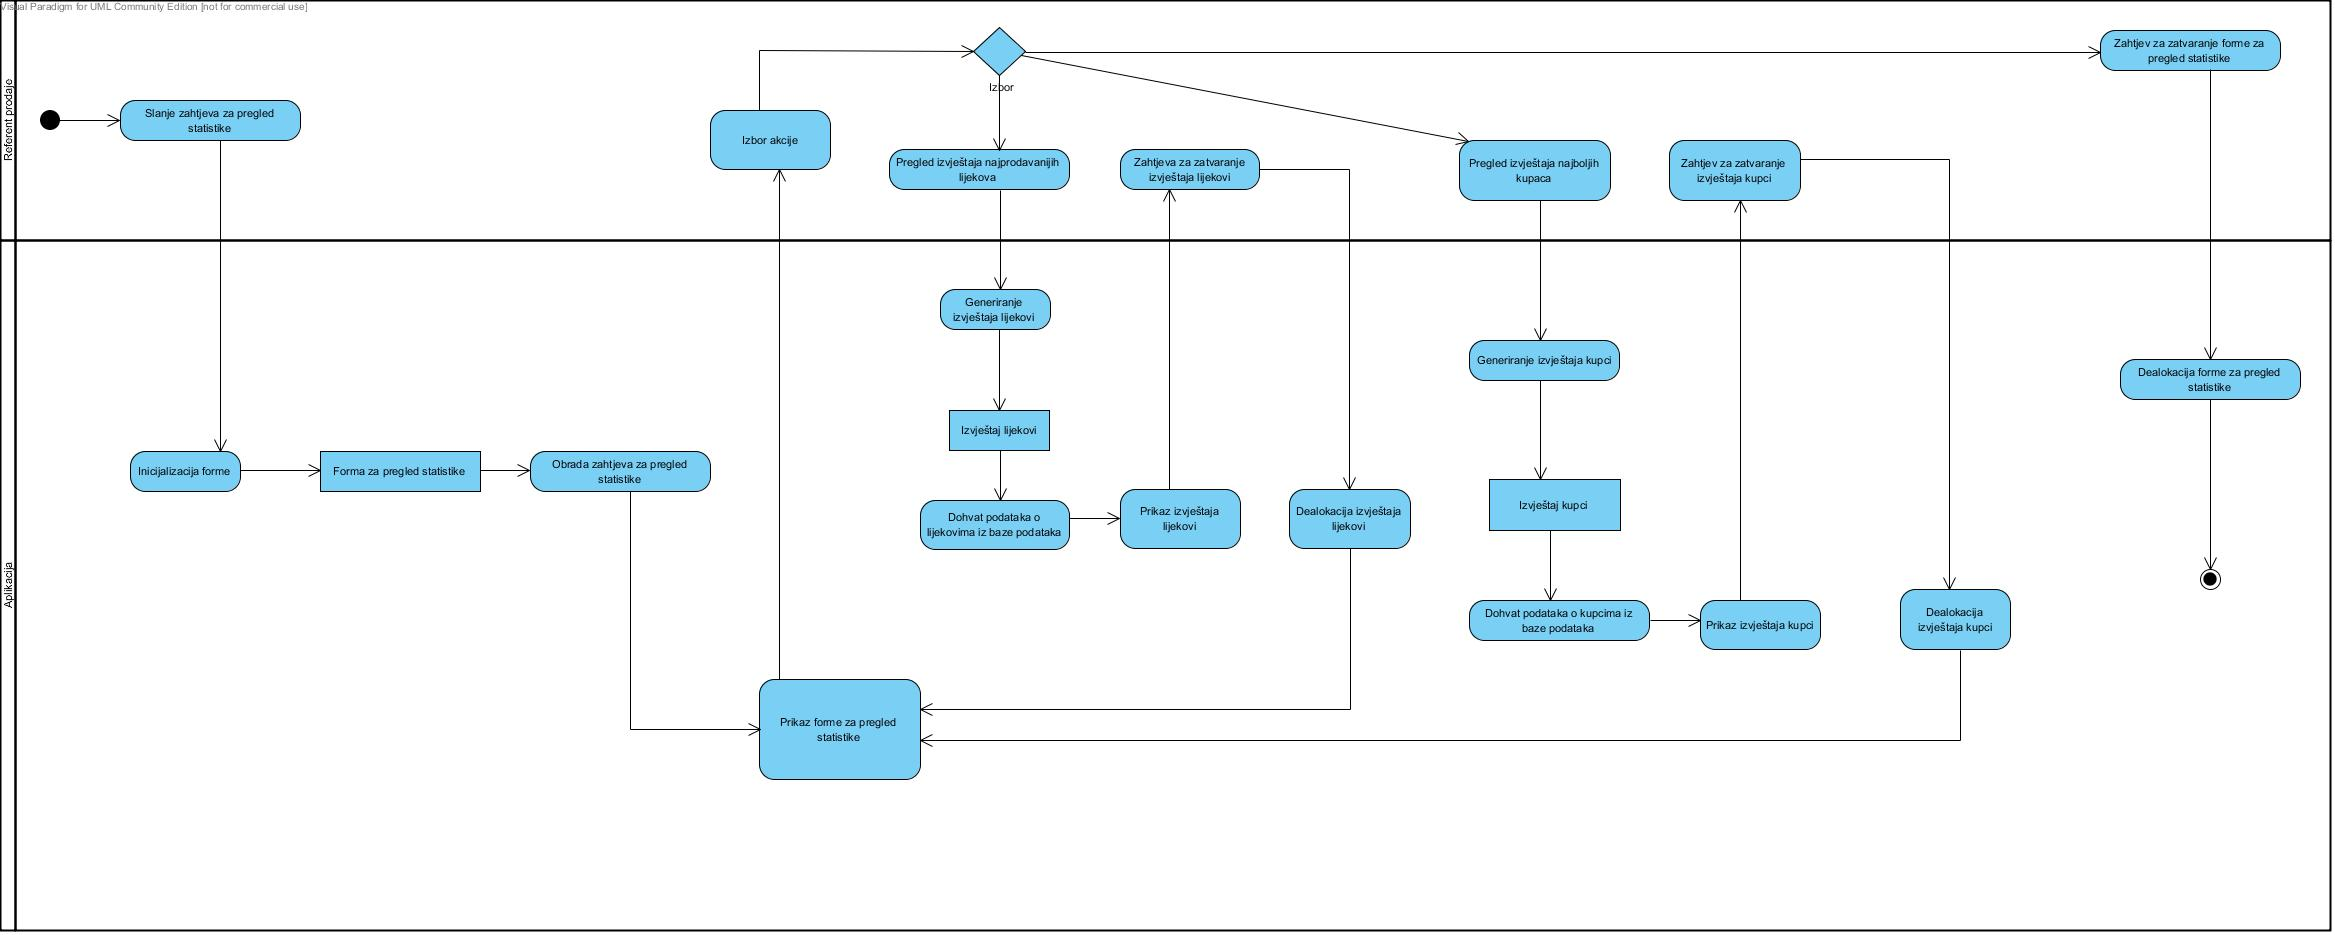 Visual Paradigm for UML Community Edition [not for commercial use]
Referent prodaje
Slanje zahtjeva za pregled
statistike
Izbor akcije
Izbor
Pregled izvještaja najprodavanijih
lijekova
Zahtjeva za zatvaranje
izvještaja lijekovi
Pregled izvještaja najboljih
kupaca
Zahtjev za zatvaranje
izvještaja kupci
Zahtjev za zatvaranje forme za
pregled statistike
Aplikacija
Inicijalizacija forme
Forma za pregled statistike
Obrada zahtjeva za pregled
statistike
Prikaz forme za pregled
statistike
Generiranje
izvještaja lijekovi
Izvještaj lijekovi
Dohvat podataka o
lijekovima iz baze podataka
Prikaz izvještaja
lijekovi
Dealokacija izvještaja
lijekovi
Generiranje izvještaja kupci
Izvještaj kupci
Dohvat podataka o kupcima iz
baze podataka
Prikaz izvještaja kupci
Dealokacija
izvještaja kupci
Dealokacija forme za pregled
statistike